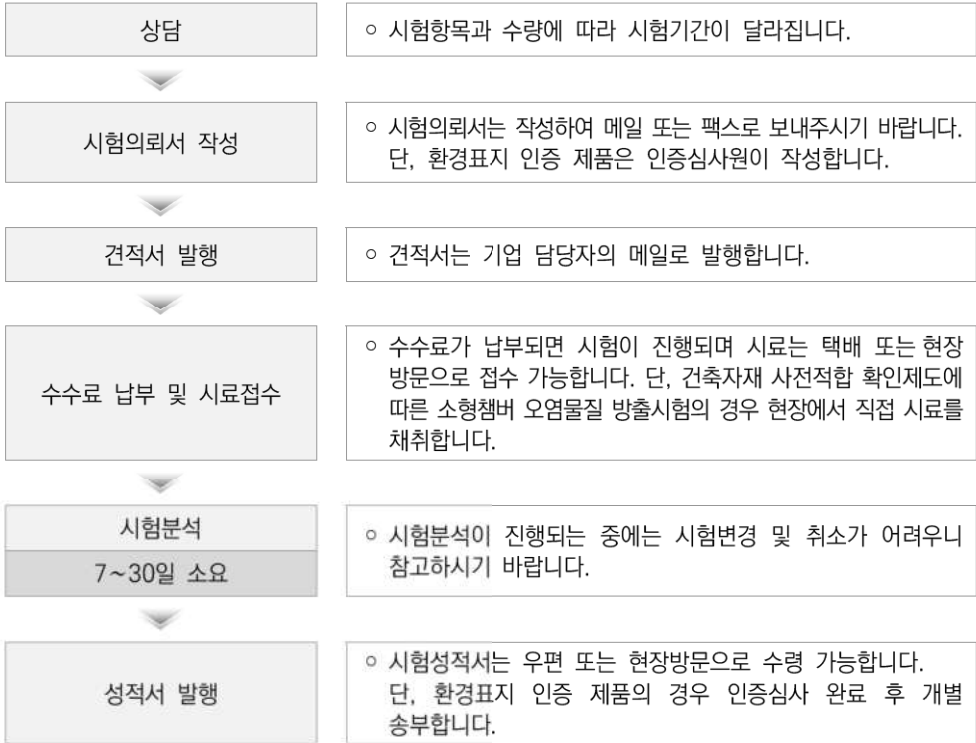 상담
○ 시험항목과 수량에 따라 시험기간이 달라집니다.
시험의뢰서 작성
○ 시험의뢰서는 작성하여 메일 또는 팩스로 보내주시기 바랍니다.
단, 환경표지 인증 제품은 인증심사원이 작성합니다.
견적서 발행
○ 견적서는 기업 담당자의 메일로 발행합니다.
수수료 납부 및 시료접수
○ 수수료가 납부되면 시험이 진행되며 시료는 택배 또는 현장
방문으로 접수 가능합니다. 단, 건축자재 사전적합 확인제도에
따른 소형챔버 오염물질 방출시험의 경우 현장에서 직접 시료를
채취합니다.
시험분석
7~30일 소요
○ 시험분석이 진행되는 중에는 시험변경 및 취소가 어려우니
참고하시기 바랍니다.
성적서 발행
○ 시험성적서는 우편 또는 현장방문으로 수령 가능합니다.
단, 환경표지 인증 제품의 경우 인증심사 완료 후 개별
송부합니다.